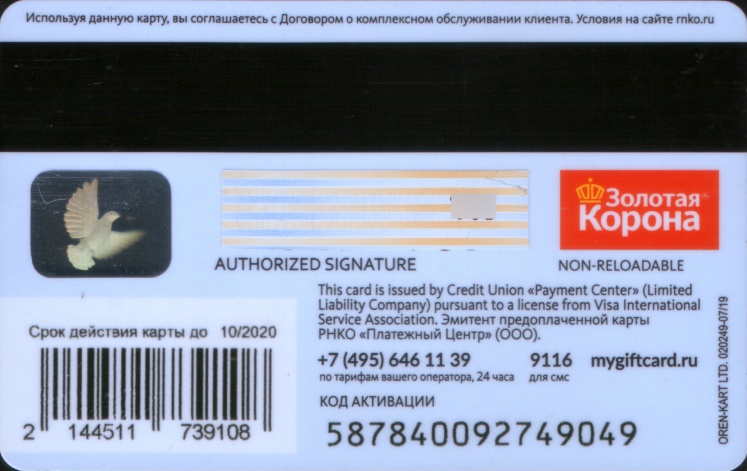 Используя данную карту, вы соглашаетесь с Договором о комплексном обслуживании клиента. Условия на сайте rnko.ru
AUTHORIZED SIGNATURE
Золотая
Корона
NON-RELOADABLE
This card is issued by Credit Union «Payment Center» (Limited
Liability Company) pursuant to a license from Visa International
Service Association. Эмитент предоплаченной карты
РНКО «Платежный Центр» (ООО).
Срок действия карты до 10/2020
2 144511 739108
+7 (495) 646 11 39 9116 mygiftcard.ru
по тарифам вашего оператора, 24 часа для смс
КОД АКТИВАЦИИ
587840092749049
OREN-KART LTD. 020249-07/19